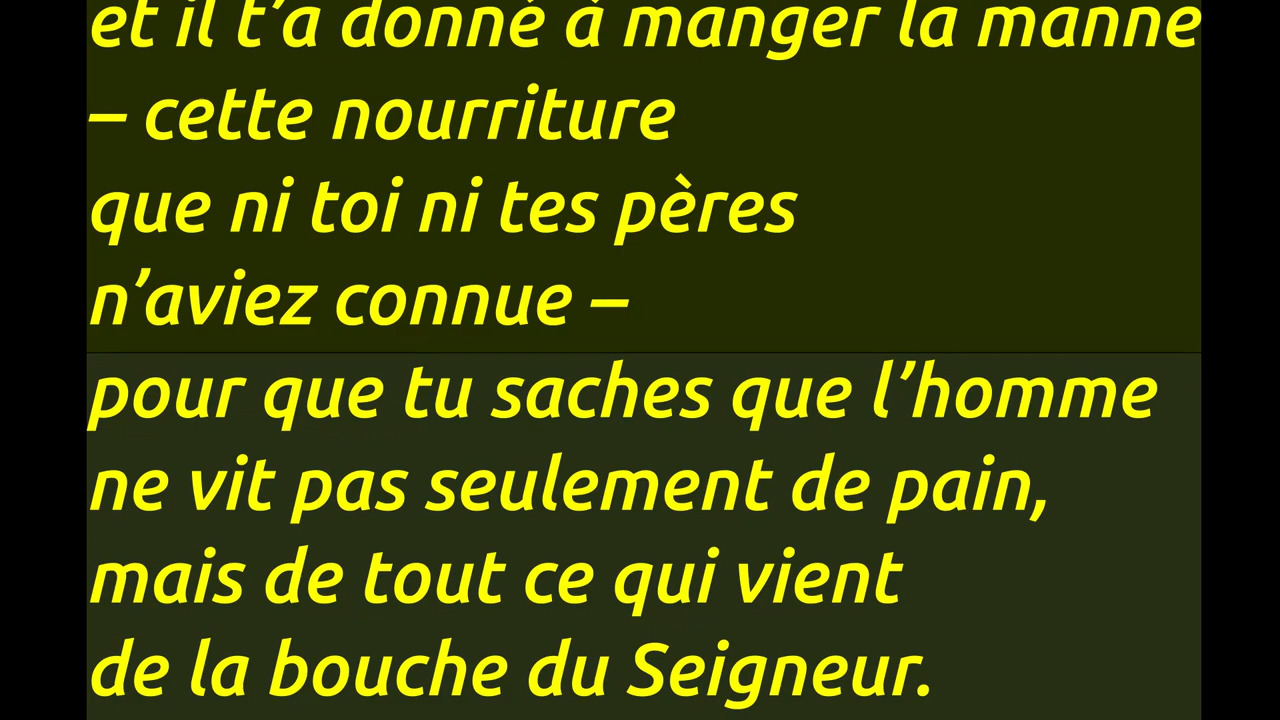 et il t’a donné à manger la manne
– cette nourriture
que ni toi ni tes pères
n’aviez connue –
pour que tu saches que l’homme
ne vit pas seulement de pain,
mais de tout ce qui vient
de la bouche du Seigneur.